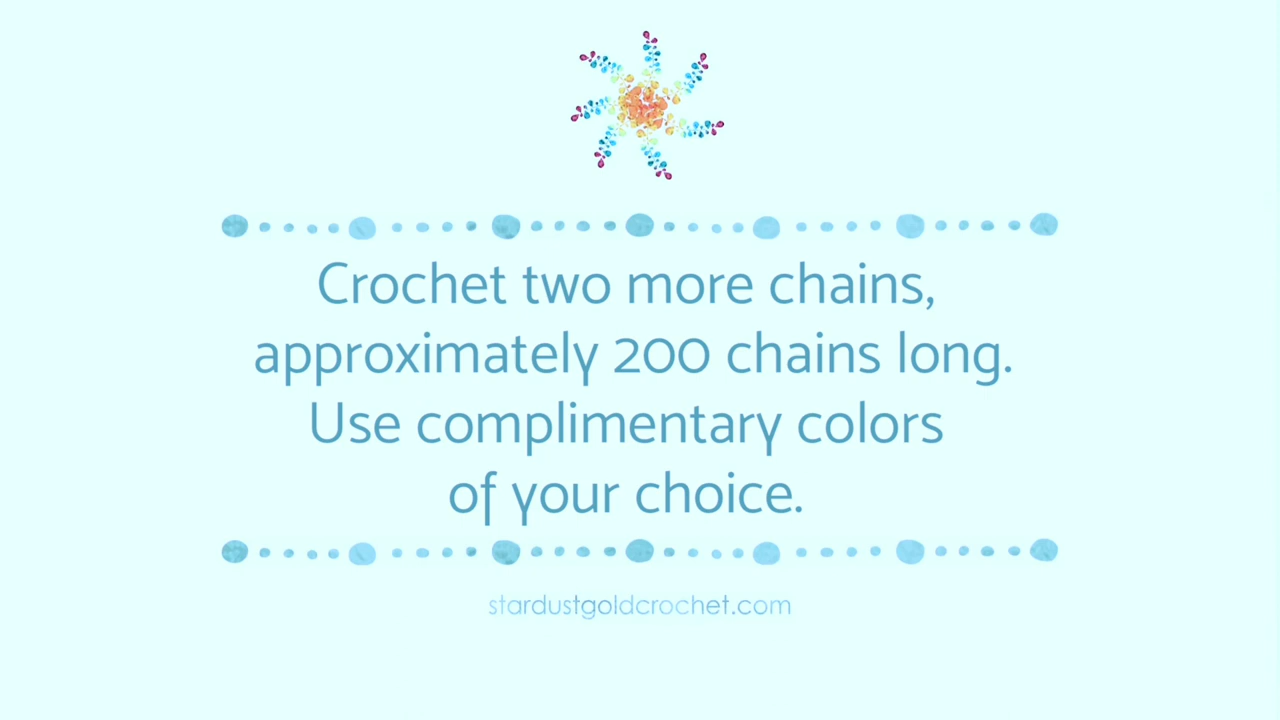 Crochet two more chains,
approximately 200 chains long.
Use complimentary colors
of your choice.
stardustgoldcrochet.com